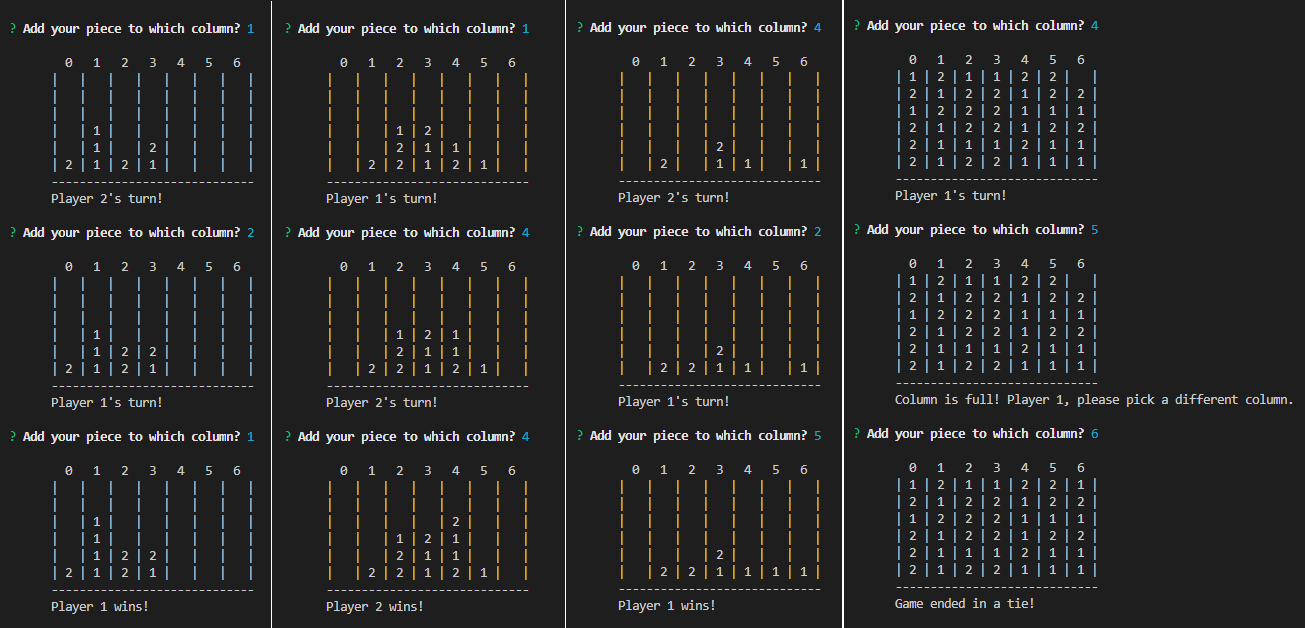 ? Add your piece to which column? 1
0 1 2 3 4 5 6
|   |   |   |   |   |   |   |
|   |   |   |   |   |   |   |
|   |   |   |   |   |   |   |
|   | 1 |   |   |   |   |   |
|   | 1 |   | 2 |   |   |   |
| 2 | 1 | 2 | 1 |   |   |   |
-----------------------------
Player 2's turn!
? Add your piece to which column? 2
0 1 2 3 4 5 6
|   |   |   |   |   |   |   |
|   |   |   |   |   |   |   |
|   |   |   |   |   |   |   |
|   | 1 |   |   |   |   |   |
|   | 1 | 2 | 2 |   |   |   |
| 2 | 1 | 2 | 1 |   |   |   |
-----------------------------
Player 1's turn!
? Add your piece to which column? 1
0 1 2 3 4 5 6
|   |   |   |   |   |   |   |
|   |   |   |   |   |   |   |
|   | 1 |   |   |   |   |   |
|   | 1 |   |   |   |   |   |
|   | 1 | 2 | 2 |   |   |   |
| 2 | 1 | 2 | 1 |   |   |   |
-----------------------------
Player 1 wins!
? Add your piece to which column? 1
0 1 2 3 4 5 6
|   |   |   |   |   |   |   |
|   |   |   |   |   |   |   |
|   |   |   |   |   |   |   |
|   |   | 1 | 2 |   |   |   |
|   |   | 2 | 1 | 1 |   |   |
|   | 2 | 2 | 1 | 2 | 1 |   |
-----------------------------
Player 1's turn!
? Add your piece to which column? 4
0 1 2 3 4 5 6
|   |   |   |   |   |   |   |
|   |   |   |   |   |   |   |
|   |   |   |   |   |   |   |
|   |   | 1 | 2 | 1 |   |   |
|   |   | 2 | 1 | 1 |   |   |
|   | 2 | 2 | 1 | 2 | 1 |   |
-----------------------------
Player 2's turn!
? Add your piece to which column? 4
0 1 2 3 4 5 6
|   |   |   |   |   |   |   |
|   |   |   |   |   |   |   |
|   |   |   |   | 2 |   |   |
|   |   | 1 | 2 | 1 |   |   |
|   |   | 2 | 1 | 1 |   |   |
|   | 2 | 2 | 1 | 2 | 1 |   |
-----------------------------
Player 2 wins!
? Add your piece to which column? 4
0 1 2 3 4 5 6
|   |   |   |   |   |   |   |
|   |   |   |   |   |   |   |
|   |   |   |   |   |   |   |
|   |   |   |   |   |   |   |
|   |   |   | 2 |   |   |   |
|   | 2 |   | 1 | 1 |   | 1 |
-----------------------------
Player 2's turn!
? Add your piece to which column? 2
0 1 2 3 4 5 6
|   |   |   |   |   |   |   |
|   |   |   |   |   |   |   |
|   |   |   |   |   |   |   |
|   |   |   |   |   |   |   |
|   |   |   | 2 |   |   |   |
|   | 2 | 2 | 1 | 1 |   | 1 |
-----------------------------
Player 1's turn!
? Add your piece to which column? 5
0 1 2 3 4 5 6
|   |   |   |   |   |   |   |
|   |   |   |   |   |   |   |
|   |   |   |   |   |   |   |
|   |   |   |   |   |   |   |
|   |   |   | 2 |   |   |   |
|   | 2 | 2 | 1 | 1 | 1 | 1 |
-----------------------------
Player 1 wins!
? Add your piece to which column? 4
0 1 2 3 4 5 6
| 1 | 2 | 1 | 1 | 2 | 2 |   |
| 2 | 1 | 2 | 2 | 1 | 2 | 2 |
| 1 | 2 | 2 | 2 | 1 | 1 | 1 |
| 2 | 1 | 2 | 2 | 1 | 2 | 2 |
| 2 | 1 | 1 | 1 | 2 | 1 | 1 |
| 2 | 1 | 2 | 2 | 1 | 1 | 1 |
-----------------------------
Player 1's turn!
? Add your piece to which column? 5
0 1 2 3 4 5 6
| 1 | 2 | 1 | 1 | 2 | 2 |   |
| 2 | 1 | 2 | 2 | 1 | 2 | 2 |
| 1 | 2 | 2 | 2 | 1 | 1 | 1 |
| 2 | 1 | 2 | 2 | 1 | 2 | 2 |
| 2 | 1 | 1 | 1 | 2 | 1 | 1 |
| 2 | 1 | 2 | 2 | 1 | 1 | 1 |
-----------------------------
Column is full! Player 1, please pick a different column.
? Add your piece to which column? 6
0 1 2 3 4 5 6
| 1 | 2 | 1 | 1 | 2 | 2 | 1 |
| 2 | 1 | 2 | 2 | 1 | 2 | 2 |
| 1 | 2 | 2 | 2 | 1 | 1 | 1 |
| 2 | 1 | 2 | 2 | 1 | 2 | 2 |
| 2 | 1 | 1 | 1 | 2 | 1 | 1 |
| 2 | 1 | 2 | 2 | 1 | 1 | 1 |
-----------------------------
Game ended in a tie!